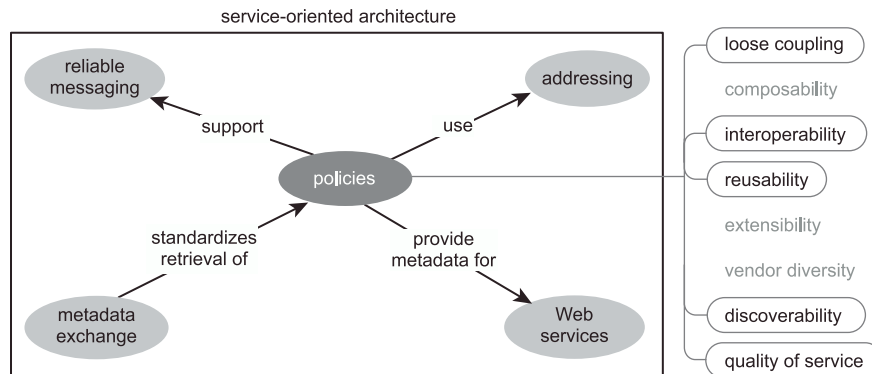 service-oriented architecture
reliable
messaging
addressing
support
use
policies
standardizes
retrieval of
provide
metadata for
metadata
exchange
Web
services
loose coupling
composability
interoperability
reusability
extensibility
vendor diversity
discoverability
quality of service